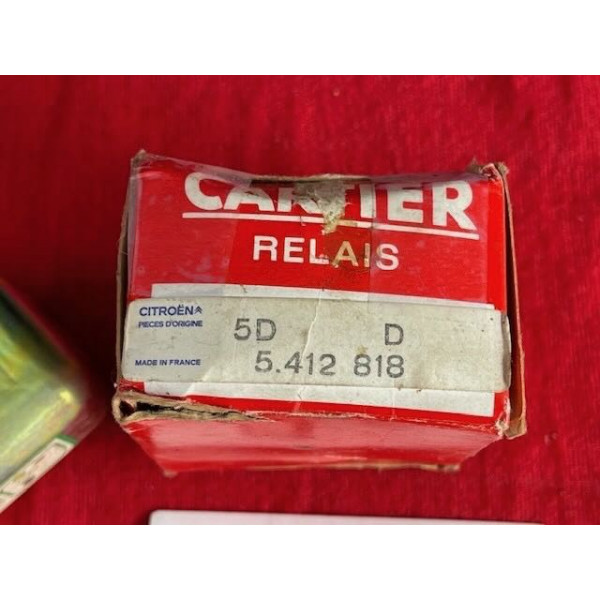 CARTIER
RELAIS
CITROËN
PIECES D'ORIGINE
MADE IN FRANCE
5D D
5.412 818